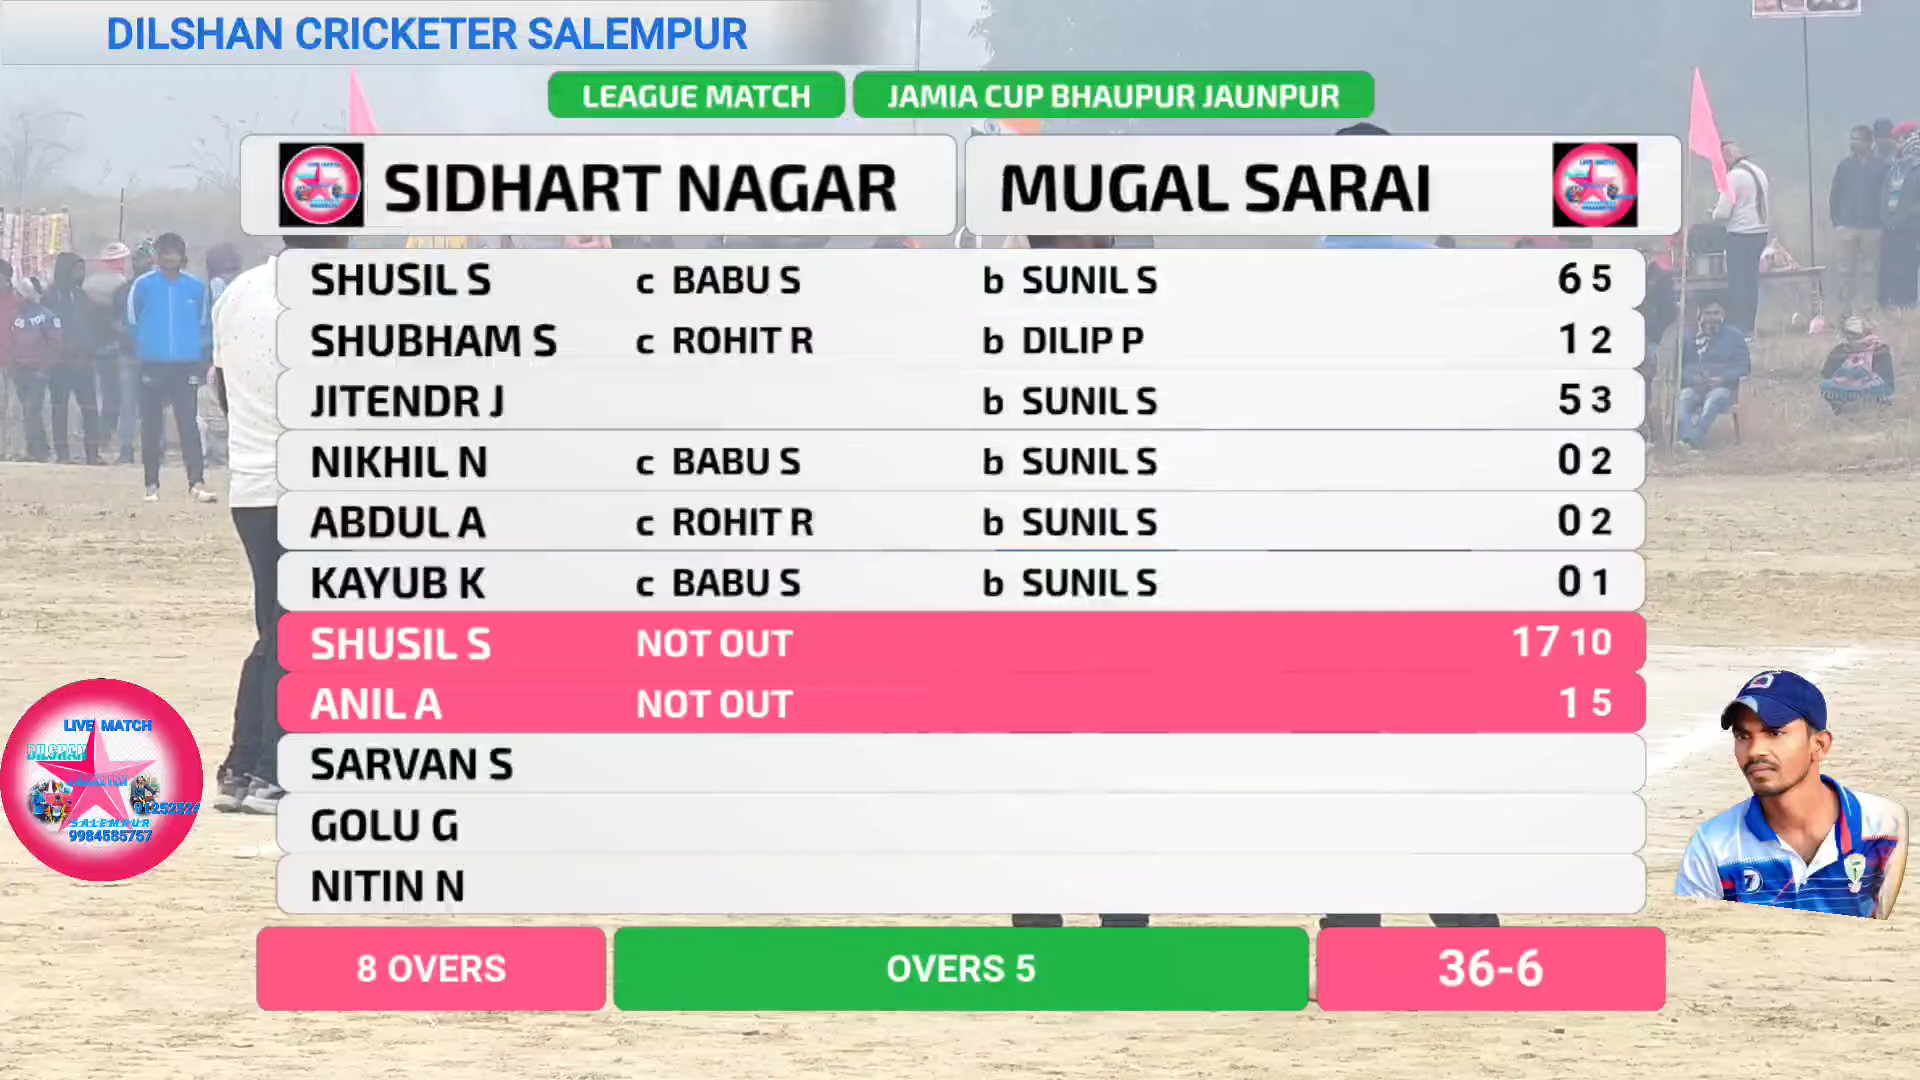 DILSHAN CRICKETER SALEMPUR
LEAGUE MATCH JAMIA CUP BHAUPUR JAUNPUR
SIDHART NAGAR MUGAL SARAI
SHUSIL S c BABU S b SUNIL S 6 5
SHUBHAM S c ROHIT R b DILIP P 1 2
JITENDR J b SUNIL S 5 3
NIKHIL N c BABU S b SUNIL S 0 2
ABDUL A c ROHIT R b SUNIL S 0 2
KAYUB K c BABU S b SUNIL S 0 1
SHUSIL S NOT OUT 17 10
ANIL A NOT OUT 1 5
SARVAN S
GOLU G
NITIN N
8 OVERS OVERS 5 36-6
LIVE MATCH
DILSHAN
SALEMPUR
9984585757